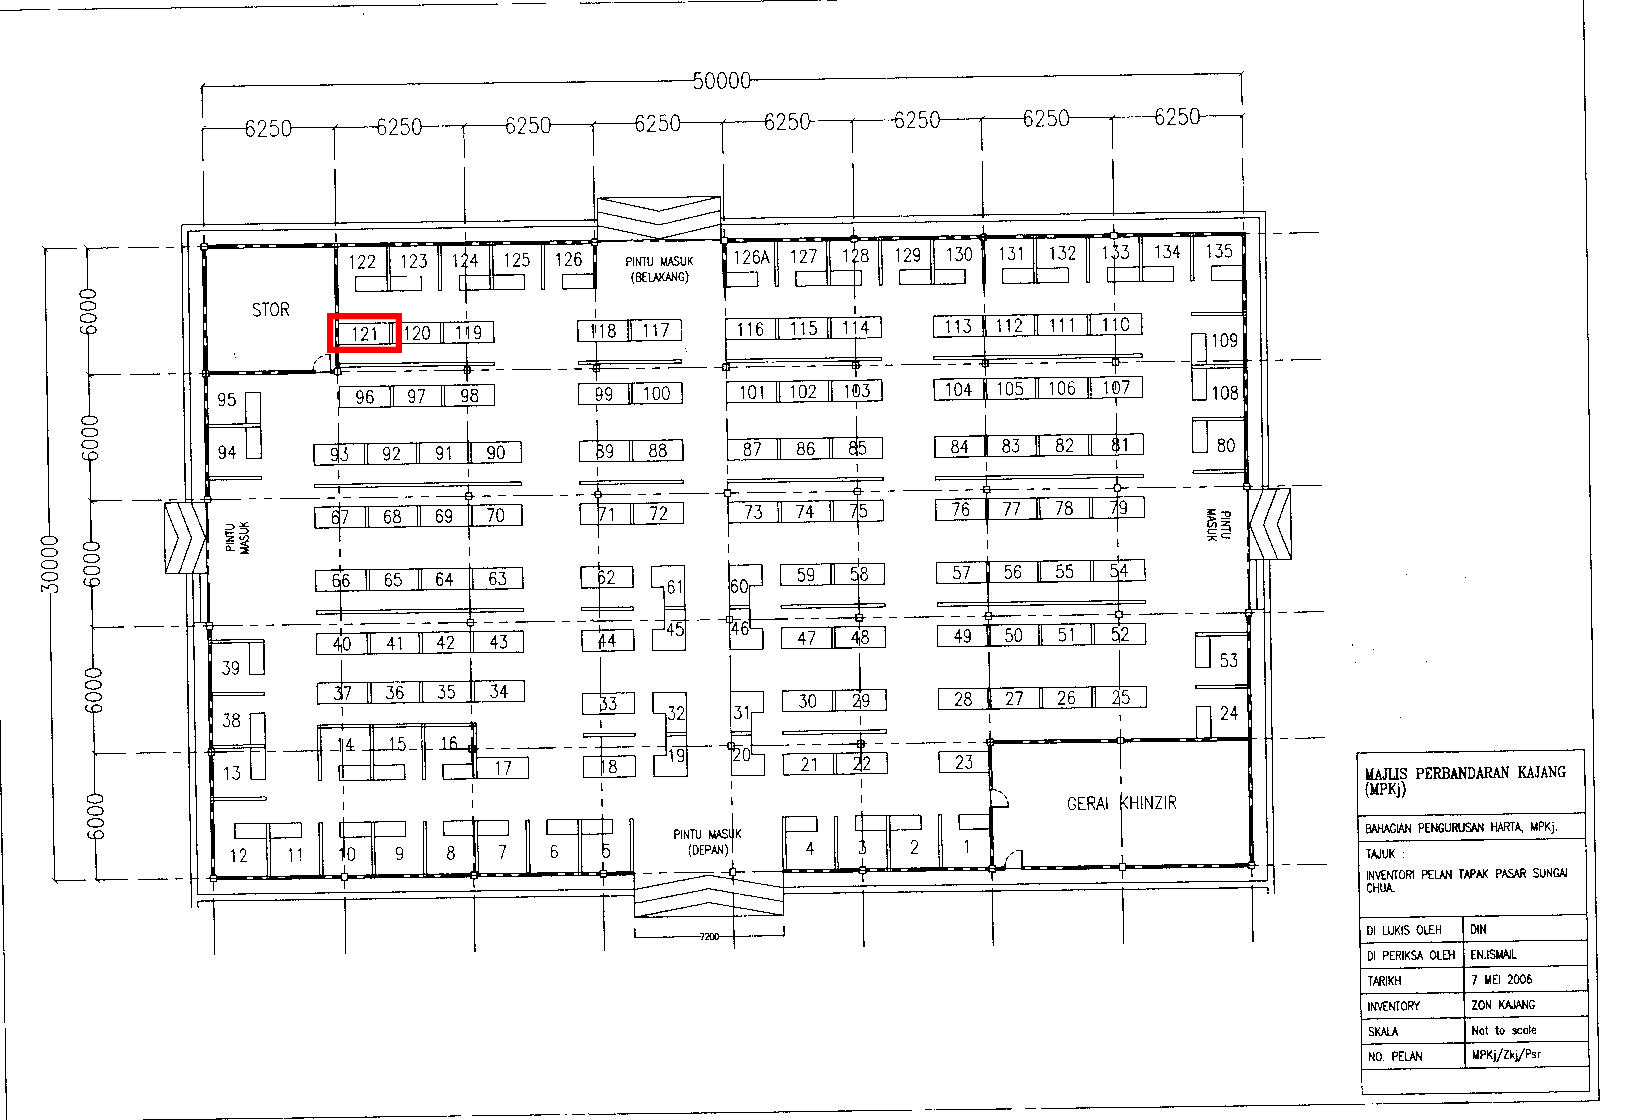 50000
6250 6250 6250 6250 6250 6250 6250 6250
122 123 124 125 126 PINTU MASUK (BELAKANG) 126A 127 128 129 130 131 132 133 134 135
6000 STOR
121 120 119 118 117 116 115 114 113 112 111 110
109
95 96 97 98 99 100 101 102 103 104 105 106 107 108
6000
94 93 92 91 90 89 88 87 86 85 84 83 82 81 80
67 68 69 70 71 72 73 74 75 76 77 78 79
PINTU MASUK
PINTU MASUK
30000
6000
66 65 64 63 62 61 60 59 58 57 56 55 54
40 41 42 43 44 45 46 47 48 49 50 51 52
39 53
6000
37 36 35 34 33 32 31 30 29 28 27 26 25
38 24
14 15 16
13 17 18 19 20 21 22 23
6000
GERAI KHINZIR
PINTU MASUK
(DEPAN)
12 11 10 9 8 7 6 5 4 3 2 1
7200
MAJLIS PERBANDARAN KAJANG
(MPKj)
BAHAGIAN PENGURUSAN HARTA, MPKj.
TAJUK :
INVENTORI PELAN TAPAK PASAR SUNGAI
CHUA.
DI LUKIS OLEH DIN
DI PERIKSA OLEH EN.ISMAIL
TARIKH 7 MEI 2006
INVENTORY ZON KAJANG
SKALA Not to scale
NO. PELAN MPKj/Zkj/Psr